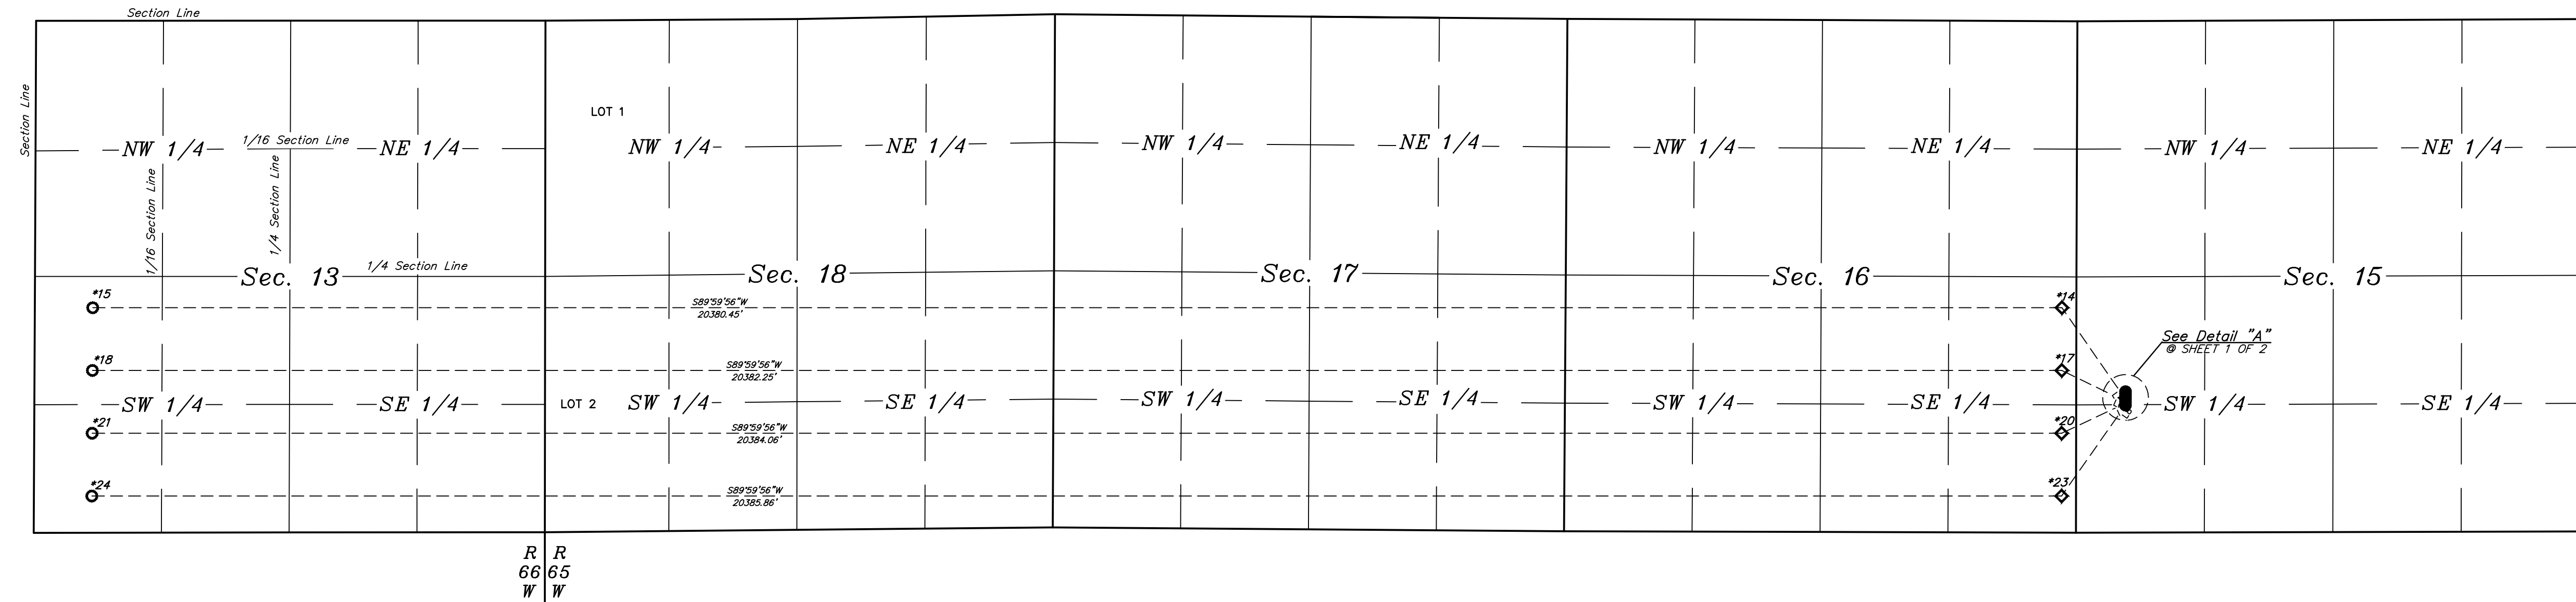 Section Line
Section Line
LOT 1
NW 1/4
1/16 Section Line
NE 1/4
NW 1/4
NE 1/4
NW 1/4
NE 1/4
NW 1/4
NE 1/4
NW 1/4
NE 1/4
1/16 Section Line
1/4 Section Line
Sec. 13
1/4 Section Line
Sec. 18
Sec. 17
Sec. 16
Sec. 15
*15
S89°59'56"W
20380.45'
*14
See Detail "A"
@ SHEET 1 OF 2
*18
S89°59'56"W
20382.25'
*17
SW 1/4
SE 1/4
LOT 2
SW 1/4
SE 1/4
SW 1/4
SE 1/4
SW 1/4
SE 1/4
SW 1/4
SE 1/4
*21
S89°59'56"W
20384.06'
*20
*24
S89°59'56"W
20385.86'
*23
R R
66 65
W W